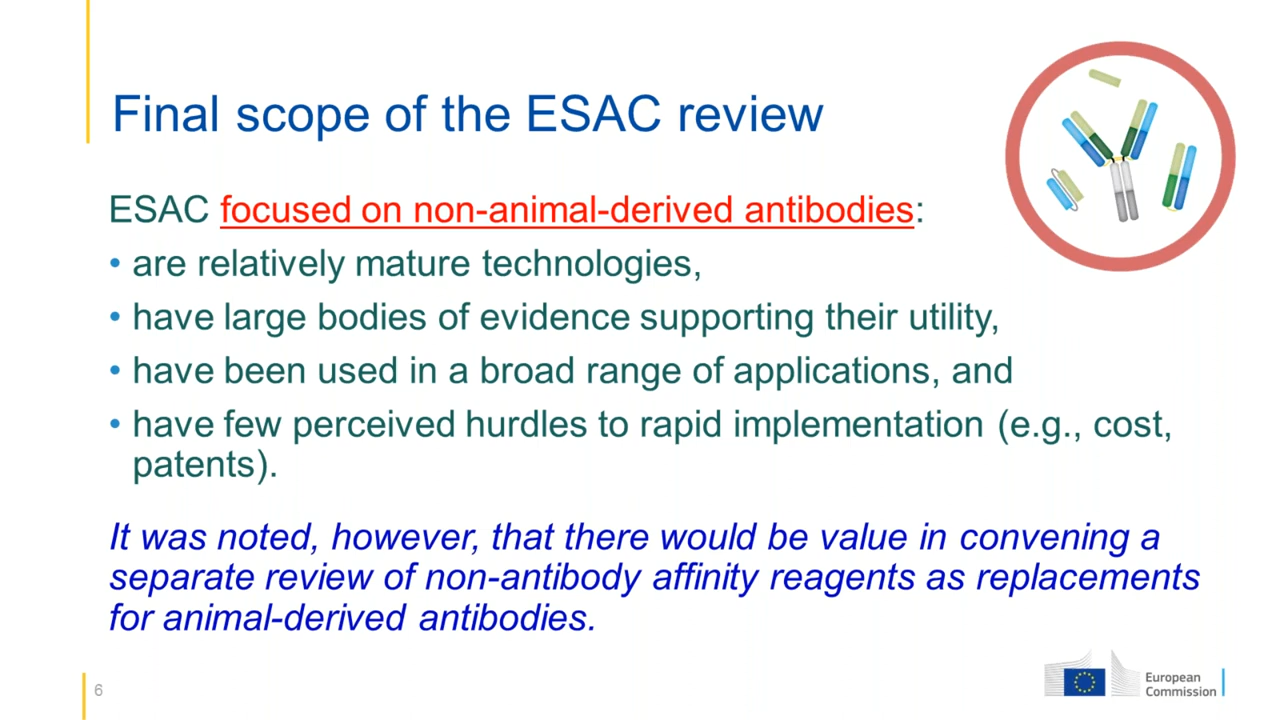 Final scope of the ESAC review
ESAC focused on non-animal-derived antibodies:
• are relatively mature technologies,
• have large bodies of evidence supporting their utility,
• have been used in a broad range of applications, and
• have few perceived hurdles to rapid implementation (e.g., cost,
patents).
It was noted, however, that there would be value in convening a
separate review of non-antibody affinity reagents as replacements
for animal-derived antibodies.
6
European
Commission